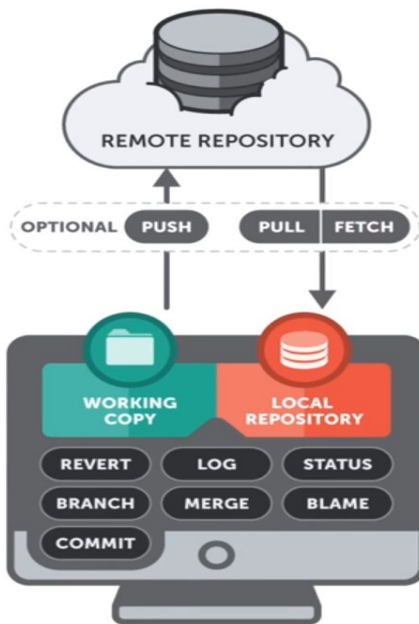 REMOTE REPOSITORY
OPTIONAL PUSH PULL FETCH
WORKING COPY
LOCAL REPOSITORY
REVERT LOG STATUS
BRANCH MERGE BLAME
COMMIT